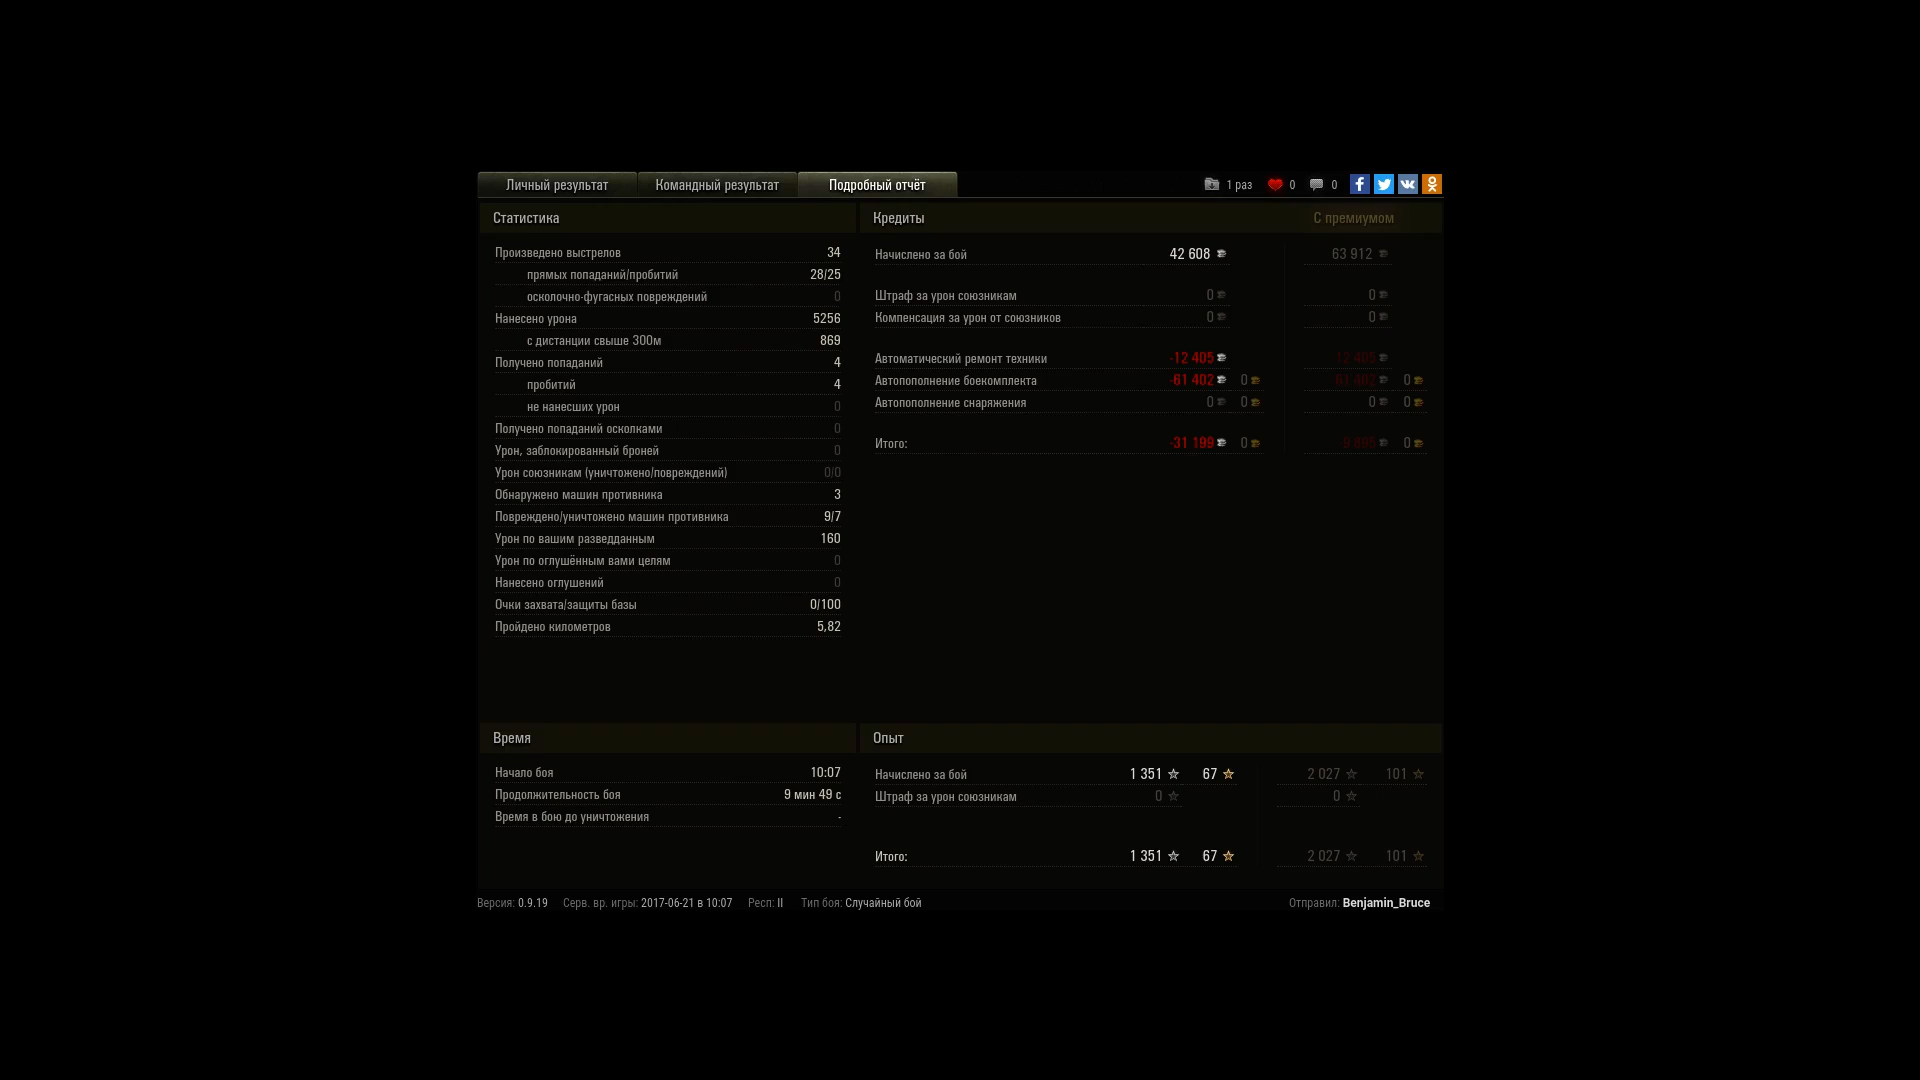 Личный результат Командный результат Подробный отчёт 1 раз 0 0
Статистика
Произведено выстрелов 34
прямых попаданий/пробитий 28/25
осколочно-фугасных повреждений 0
Нанесено урона 5256
с дистанции свыше 300м 869
Получено попаданий 4
пробитий 4
не нанесших урон 0
Получено попаданий осколками 0
Урон, заблокированный броней 0
Урон союзникам (уничтожено/повреждений) 0/0
Обнаружено машин противника 3
Повреждено/уничтожено машин противника 9/7
Урон по вашим разведданным 160
Урон по оглушённым вами целям 0
Нанесено оглушений 0
Очки захвата/защиты базы 0/100
Пройдено километров 5,82
Кредиты С премиумом
Начислено за бой 42 608 63 912
Штраф за урон союзникам 0 0
Компенсация за урон от союзников 0 0
Автоматический ремонт техники -12 405 -12 405
Автопополнение боекомплекта -61 402 0 -61 402 0
Автопополнение снаряжения 0 0 0 0
Итого: -31 199 0 -9 895 0
Время
Начало боя 10:07
Продолжительность боя 9 мин 49 с
Время в бою до уничтожения -
Опыт
Начислено за бой 1 351 67 2 027 101
Штраф за урон союзникам 0 0
Итого: 1 351 67 2 027 101
Версия: 0.9.19 Серв. вр. игры: 2017-06-21 в 10:07 Респ: II Тип боя: Случайный бой Отправил: Benjamin_Bruce